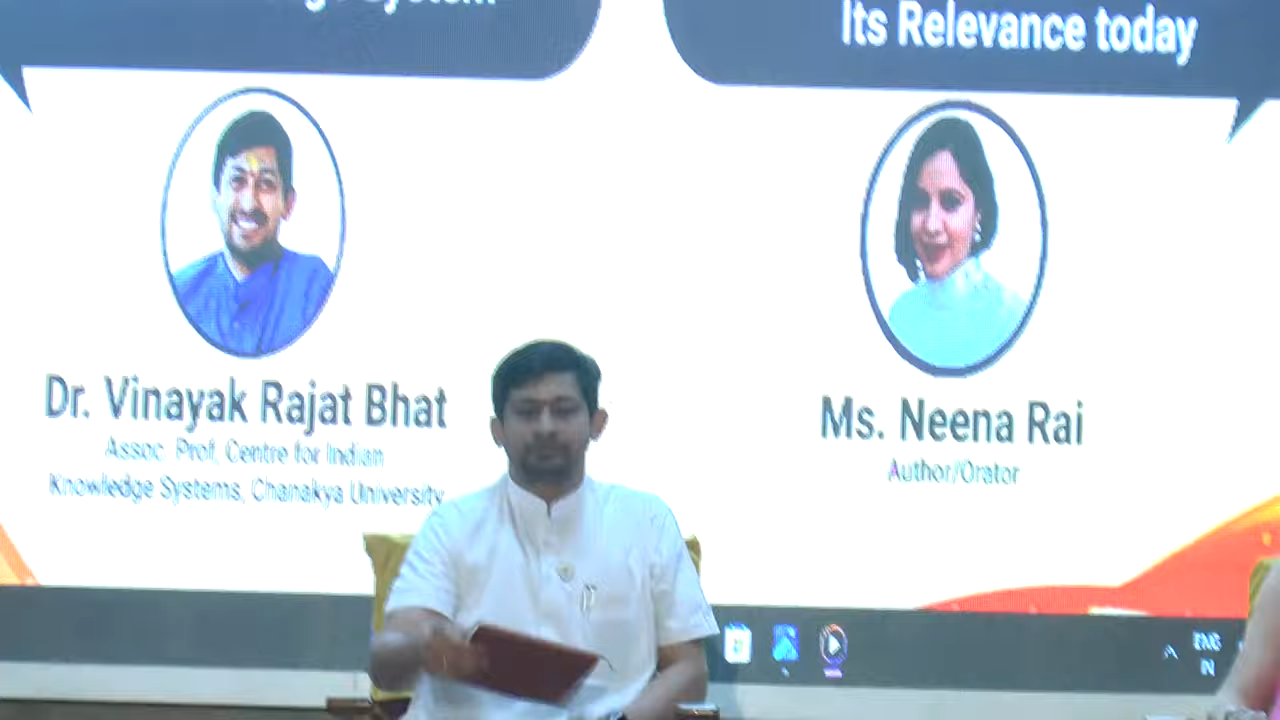 System
Its Relevance today
Dr. Vinayak Rajat Bhat
Assoc. Prof, Centre for Indian
Knowledge Systems, Chanakya University
Ms. Neena Rai
Author/Orator
ENG
IN